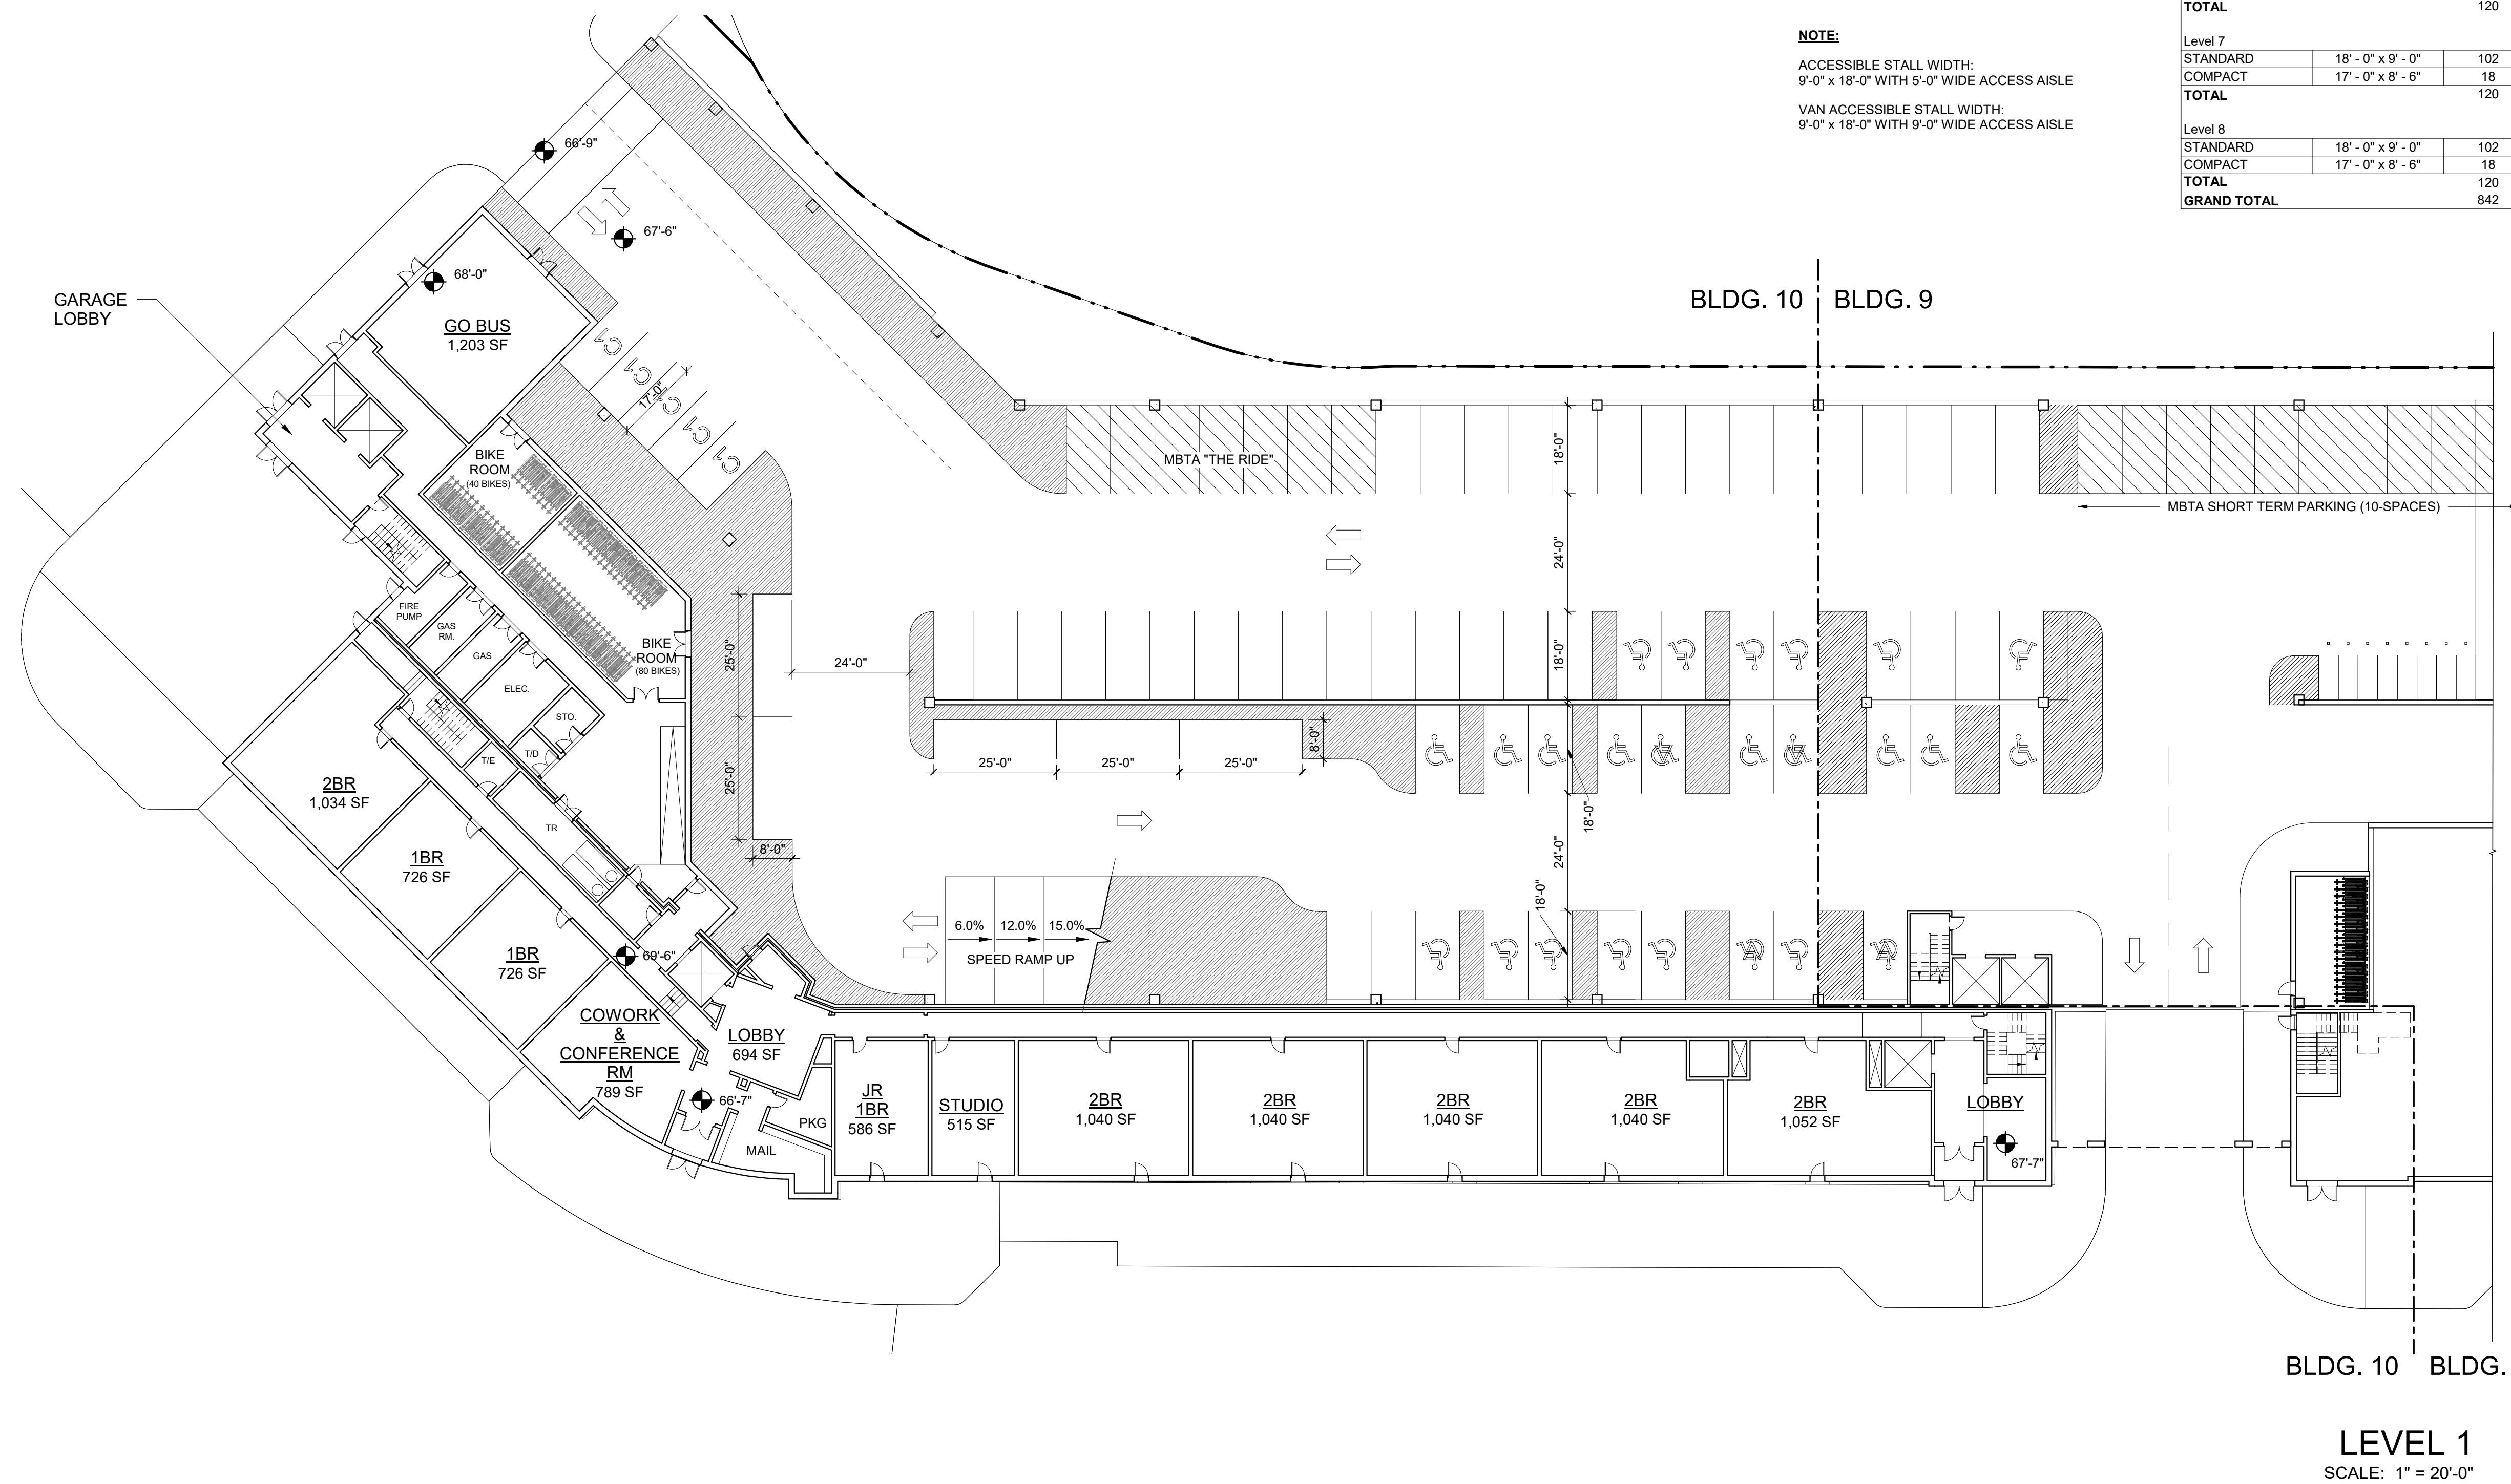 TOTAL 120
Level 7
STANDARD 18' - 0" x 9' - 0" 102
COMPACT 17' - 0" x 8' - 6" 18
TOTAL 120
Level 8
STANDARD 18' - 0" x 9' - 0" 102
COMPACT 17' - 0" x 8' - 6" 18
TOTAL 120
GRAND TOTAL 842
NOTE:
ACCESSIBLE STALL WIDTH:
9'-0" x 18'-0" WITH 5'-0" WIDE ACCESS AISLE
VAN ACCESSIBLE STALL WIDTH:
9'-0" x 18'-0" WITH 9'-0" WIDE ACCESS AISLE
66'-9"
67'-6"
68'-0"
GARAGE
LOBBY
GO BUS
1,203 SF
BLDG. 10
BLDG. 9
C
C
C
C
C
17'-0"
BIKE
ROOM
(40 BIKES)
MBTA "THE RIDE"
18'-0"
MBTA SHORT TERM PARKING (10-SPACES)
24'-0"
FIRE
PUMP
GAS
RM.
GAS
ELEC.
STO.
T/D
T/E
TR
BIKE
ROOM
(80 BIKES)
25'-0"
24'-0"
18'-0"
25'-0"
25'-0"
25'-0"
25'-0"
8'-0"
8'-0"
18'-0"
24'-0"
18'-0"
2BR
1,034 SF
1BR
726 SF
1BR
726 SF
6.0%
12.0%
15.0%
SPEED RAMP UP
69'-6"
COWORK
&
CONFERENCE
RM
789 SF
LOBBY
694 SF
66'-7"
PKG
MAIL
JR
1BR
586 SF
STUDIO
515 SF
2BR
1,040 SF
2BR
1,040 SF
2BR
1,040 SF
2BR
1,040 SF
2BR
1,052 SF
LOBBY
67'-7"
BLDG. 10
BLDG.
LEVEL 1
SCALE: 1" = 20'-0"